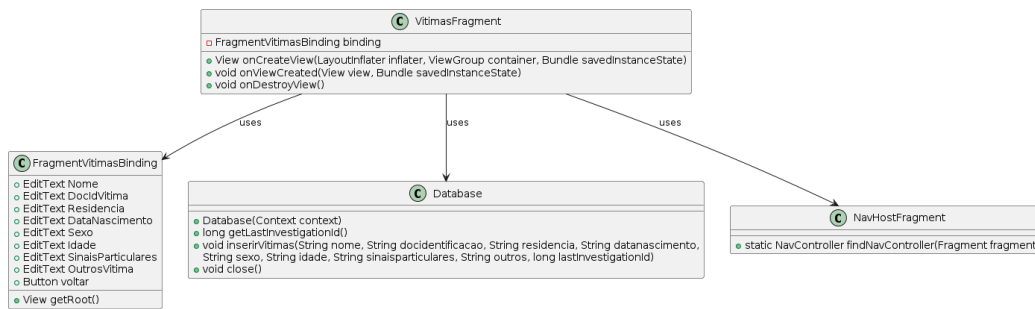 C VitimasFragment
FragmentVitimasBinding binding
View onCreateView(LayoutInflater inflater, ViewGroup container, Bundle savedInstanceState)
void onViewCreated(View view, Bundle savedInstanceState)
void onDestroyView()
uses
uses
uses
C FragmentVitimasBinding
EditText Nome
EditText DocIdVitima
EditText Residencia
EditText DataNascimento
EditText Sexo
EditText Idade
EditText SinaisParticulares
EditText OutrosVitima
Button voltar
View getRoot()
C Database
Database(Context context)
long getLastInvestigationId()
void inserirVitimas(String nome, String docidentificacao, String residencia, String datanascimento,
String sexo, String idade, String sinaisparticulares, String outros, long lastInvestigationId)
void close()
C NavHostFragment
static NavController findNavController(Fragment fragment